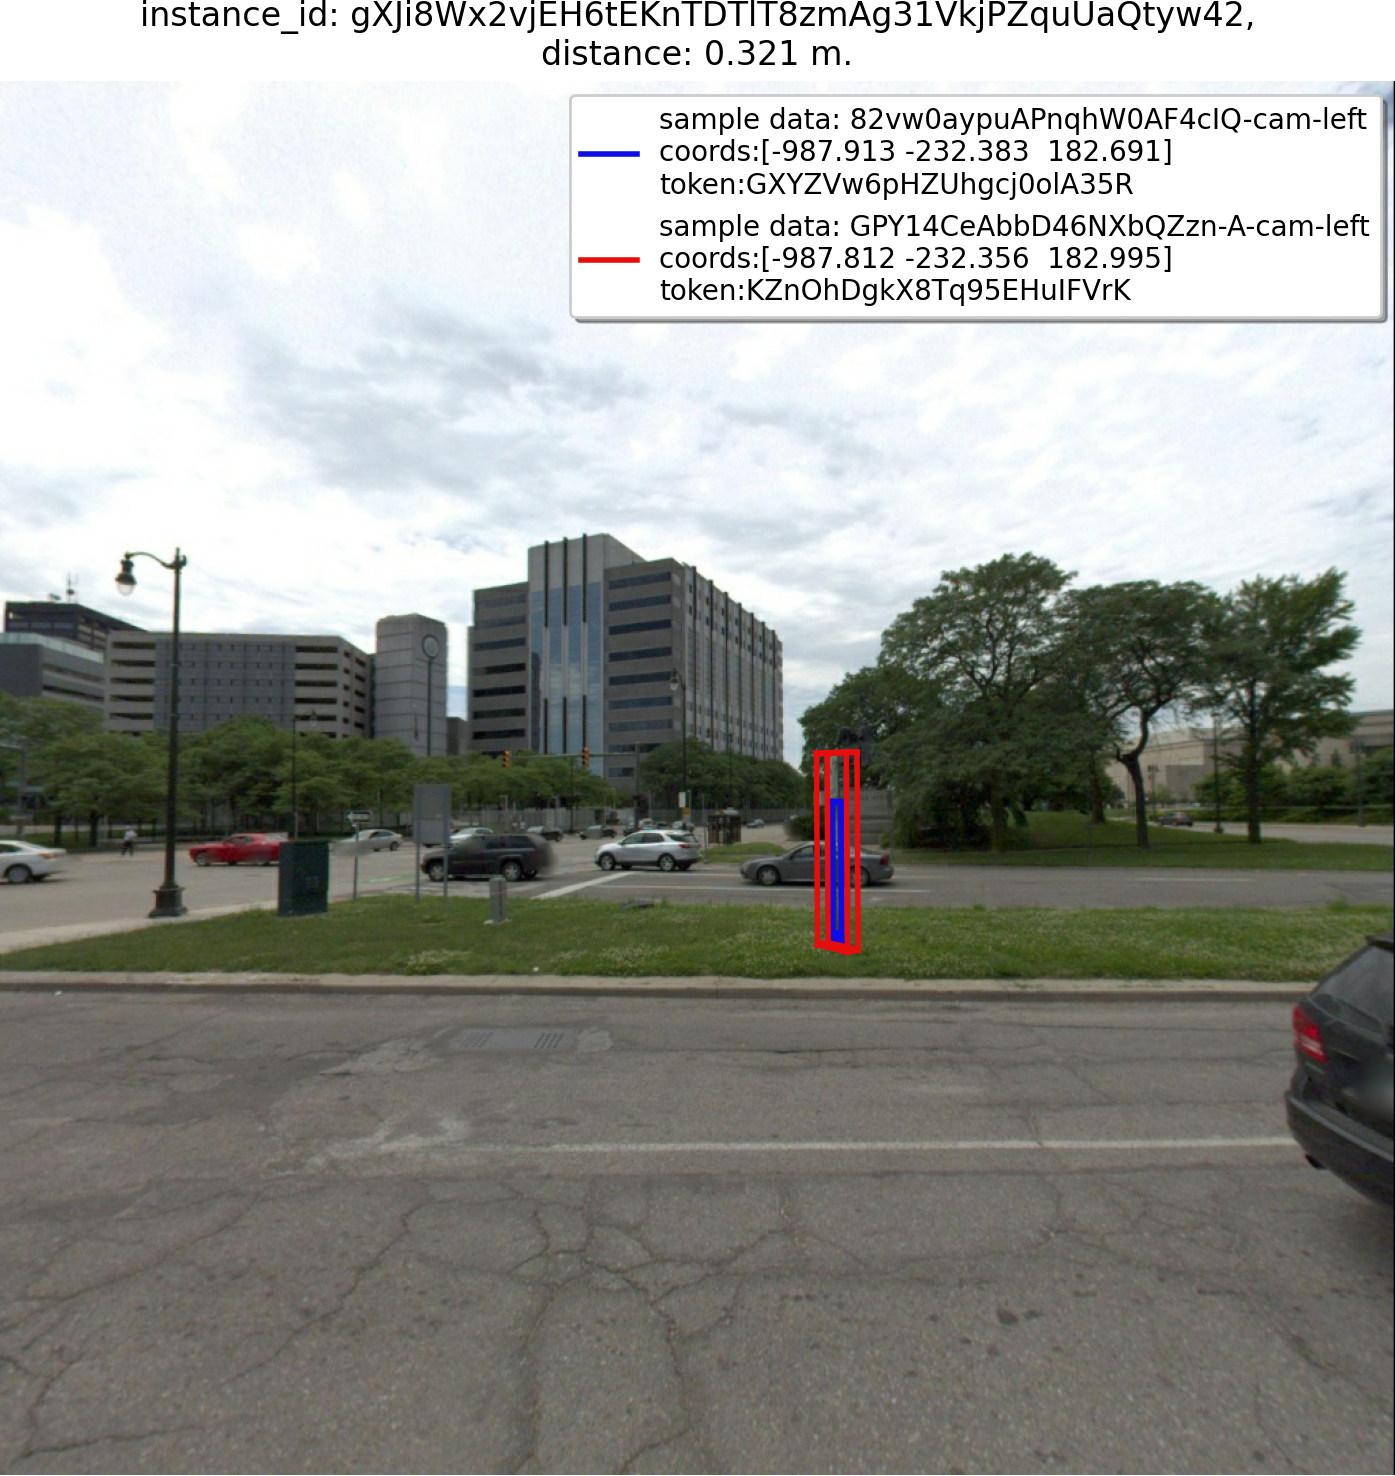 instance_id: gXJi8Wx2vjEH6tEKnTDTlT8zmAg31VkjPZquUaQtyw42,
distance: 0.321 m.
sample data: 82vw0aypuAPnqhW0AF4cIQ-cam-left
coords:[-987.913 -232.383  182.691]
token:GXYZVw6pHZUhgcj0olA35R
sample data: GPY14CeAbbD46NXbQZzn-A-cam-left
coords:[-987.812 -232.356  182.995]
token:KZnOhDgkX8Tq95EHuIFVrK